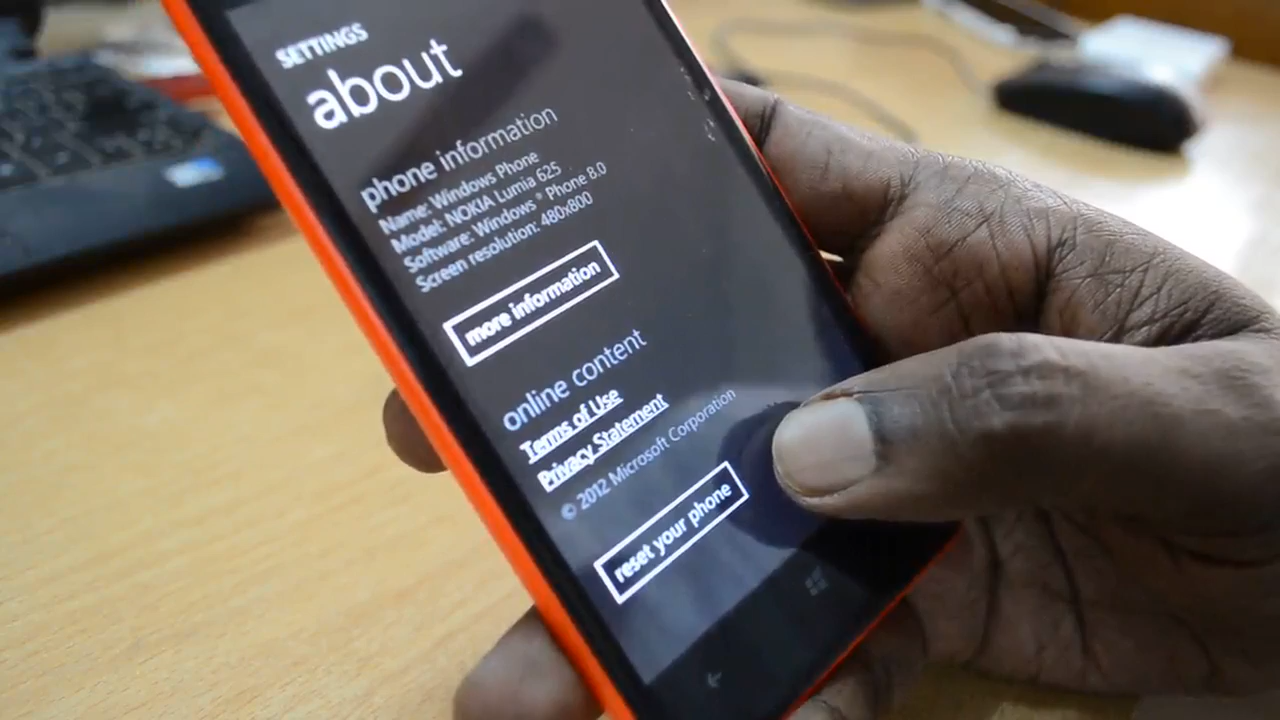 SETTINGS
about
phone information
Name: Windows Phone
Model: NOKIA Lumia 625
Software: Windows® Phone 8.0
Screen resolution: 480x800
more information
online content
Terms of Use
Privacy Statement
© 2012 Microsoft Corporation
reset your phone